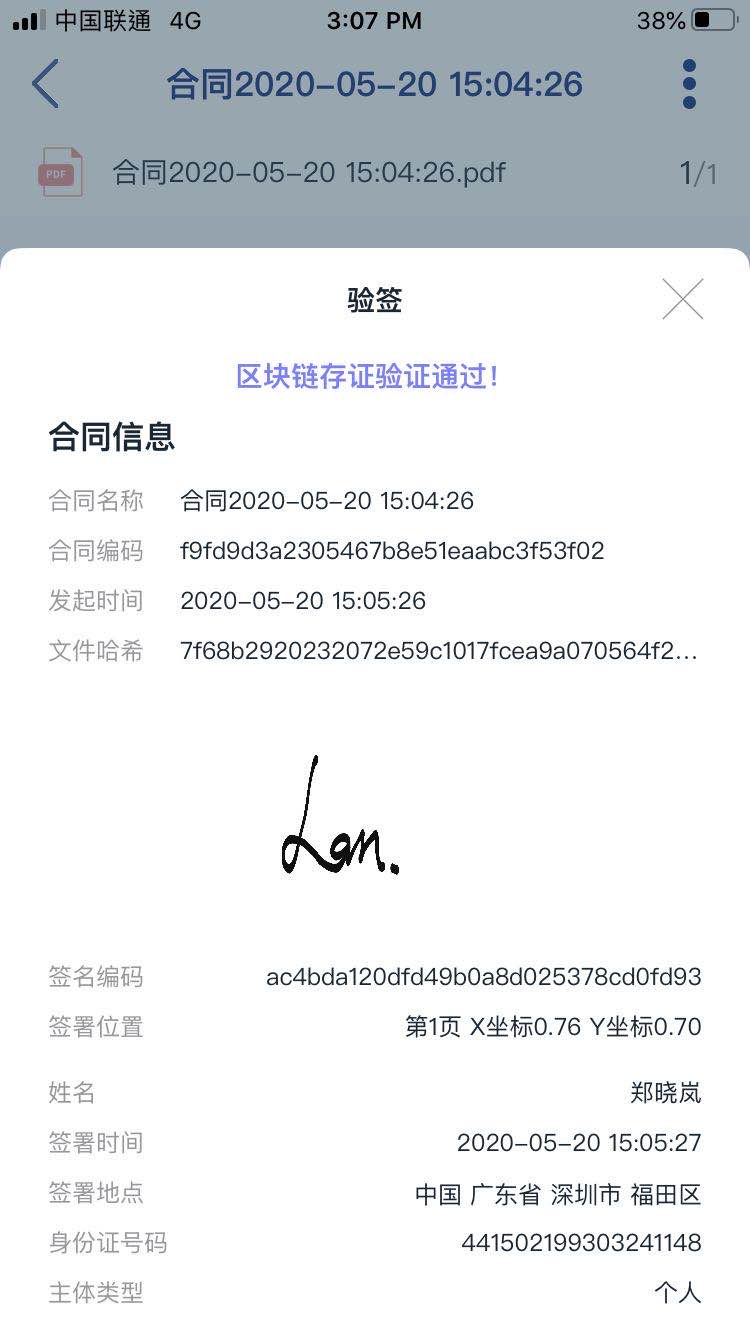 中国联通 4G 3:07 PM 38%
合同2020-05-20 15:04:26
PDF 合同2020-05-20 15:04:26.pdf 1/1
验签
区块链存证验证通过!
合同信息
合同名称 合同2020-05-20 15:04:26
合同编码 f9fd9d3a2305467b8e51eaabc3f53f02
发起时间 2020-05-20 15:05:26
文件哈希 7f68b2920232072e59c1017fcea9a070564f2...
Lan.
签名编码 ac4bda120dfd49b0a8d025378cd0fd93
签署位置 第1页 X坐标0.76 Y坐标0.70
姓名 郑晓岚
签署时间 2020-05-20 15:05:27
签署地点 中国 广东省 深圳市 福田区
身份证号码 441502199303241148
主体类型 个人